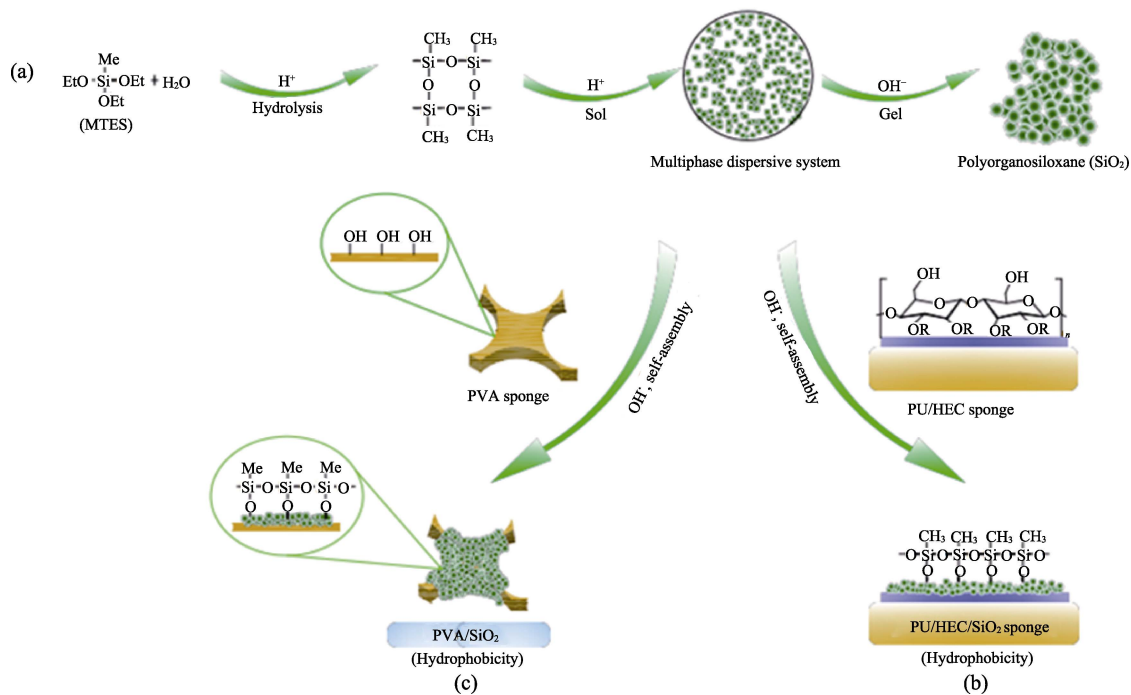 (a)
Me
EtO Si OEt + H₂O
OEt
(MTES)
H⁺
Hydrolysis
CH₃ CH₃
Si O Si
O O
Si O Si
CH₃ CH₃
H⁺
Sol
Multiphase dispersive system
OH⁻
Gel
Polyorganosiloxane (SiO₂)
OH OH OH
PVA sponge
OH⁻, self-assembly
OH⁻, self-assembly
OH OH
O O O O O
OR OR OR OR
n
PU/HEC sponge
Me Me Me
Si O Si O Si O
O O O
PVA/SiO₂
(Hydrophobicity)
(c)
CH₃ CH₃ CH₃ CH₃
O Si O Si O Si O Si O
O O O O
PU/HEC/SiO₂ sponge
(Hydrophobicity)
(b)